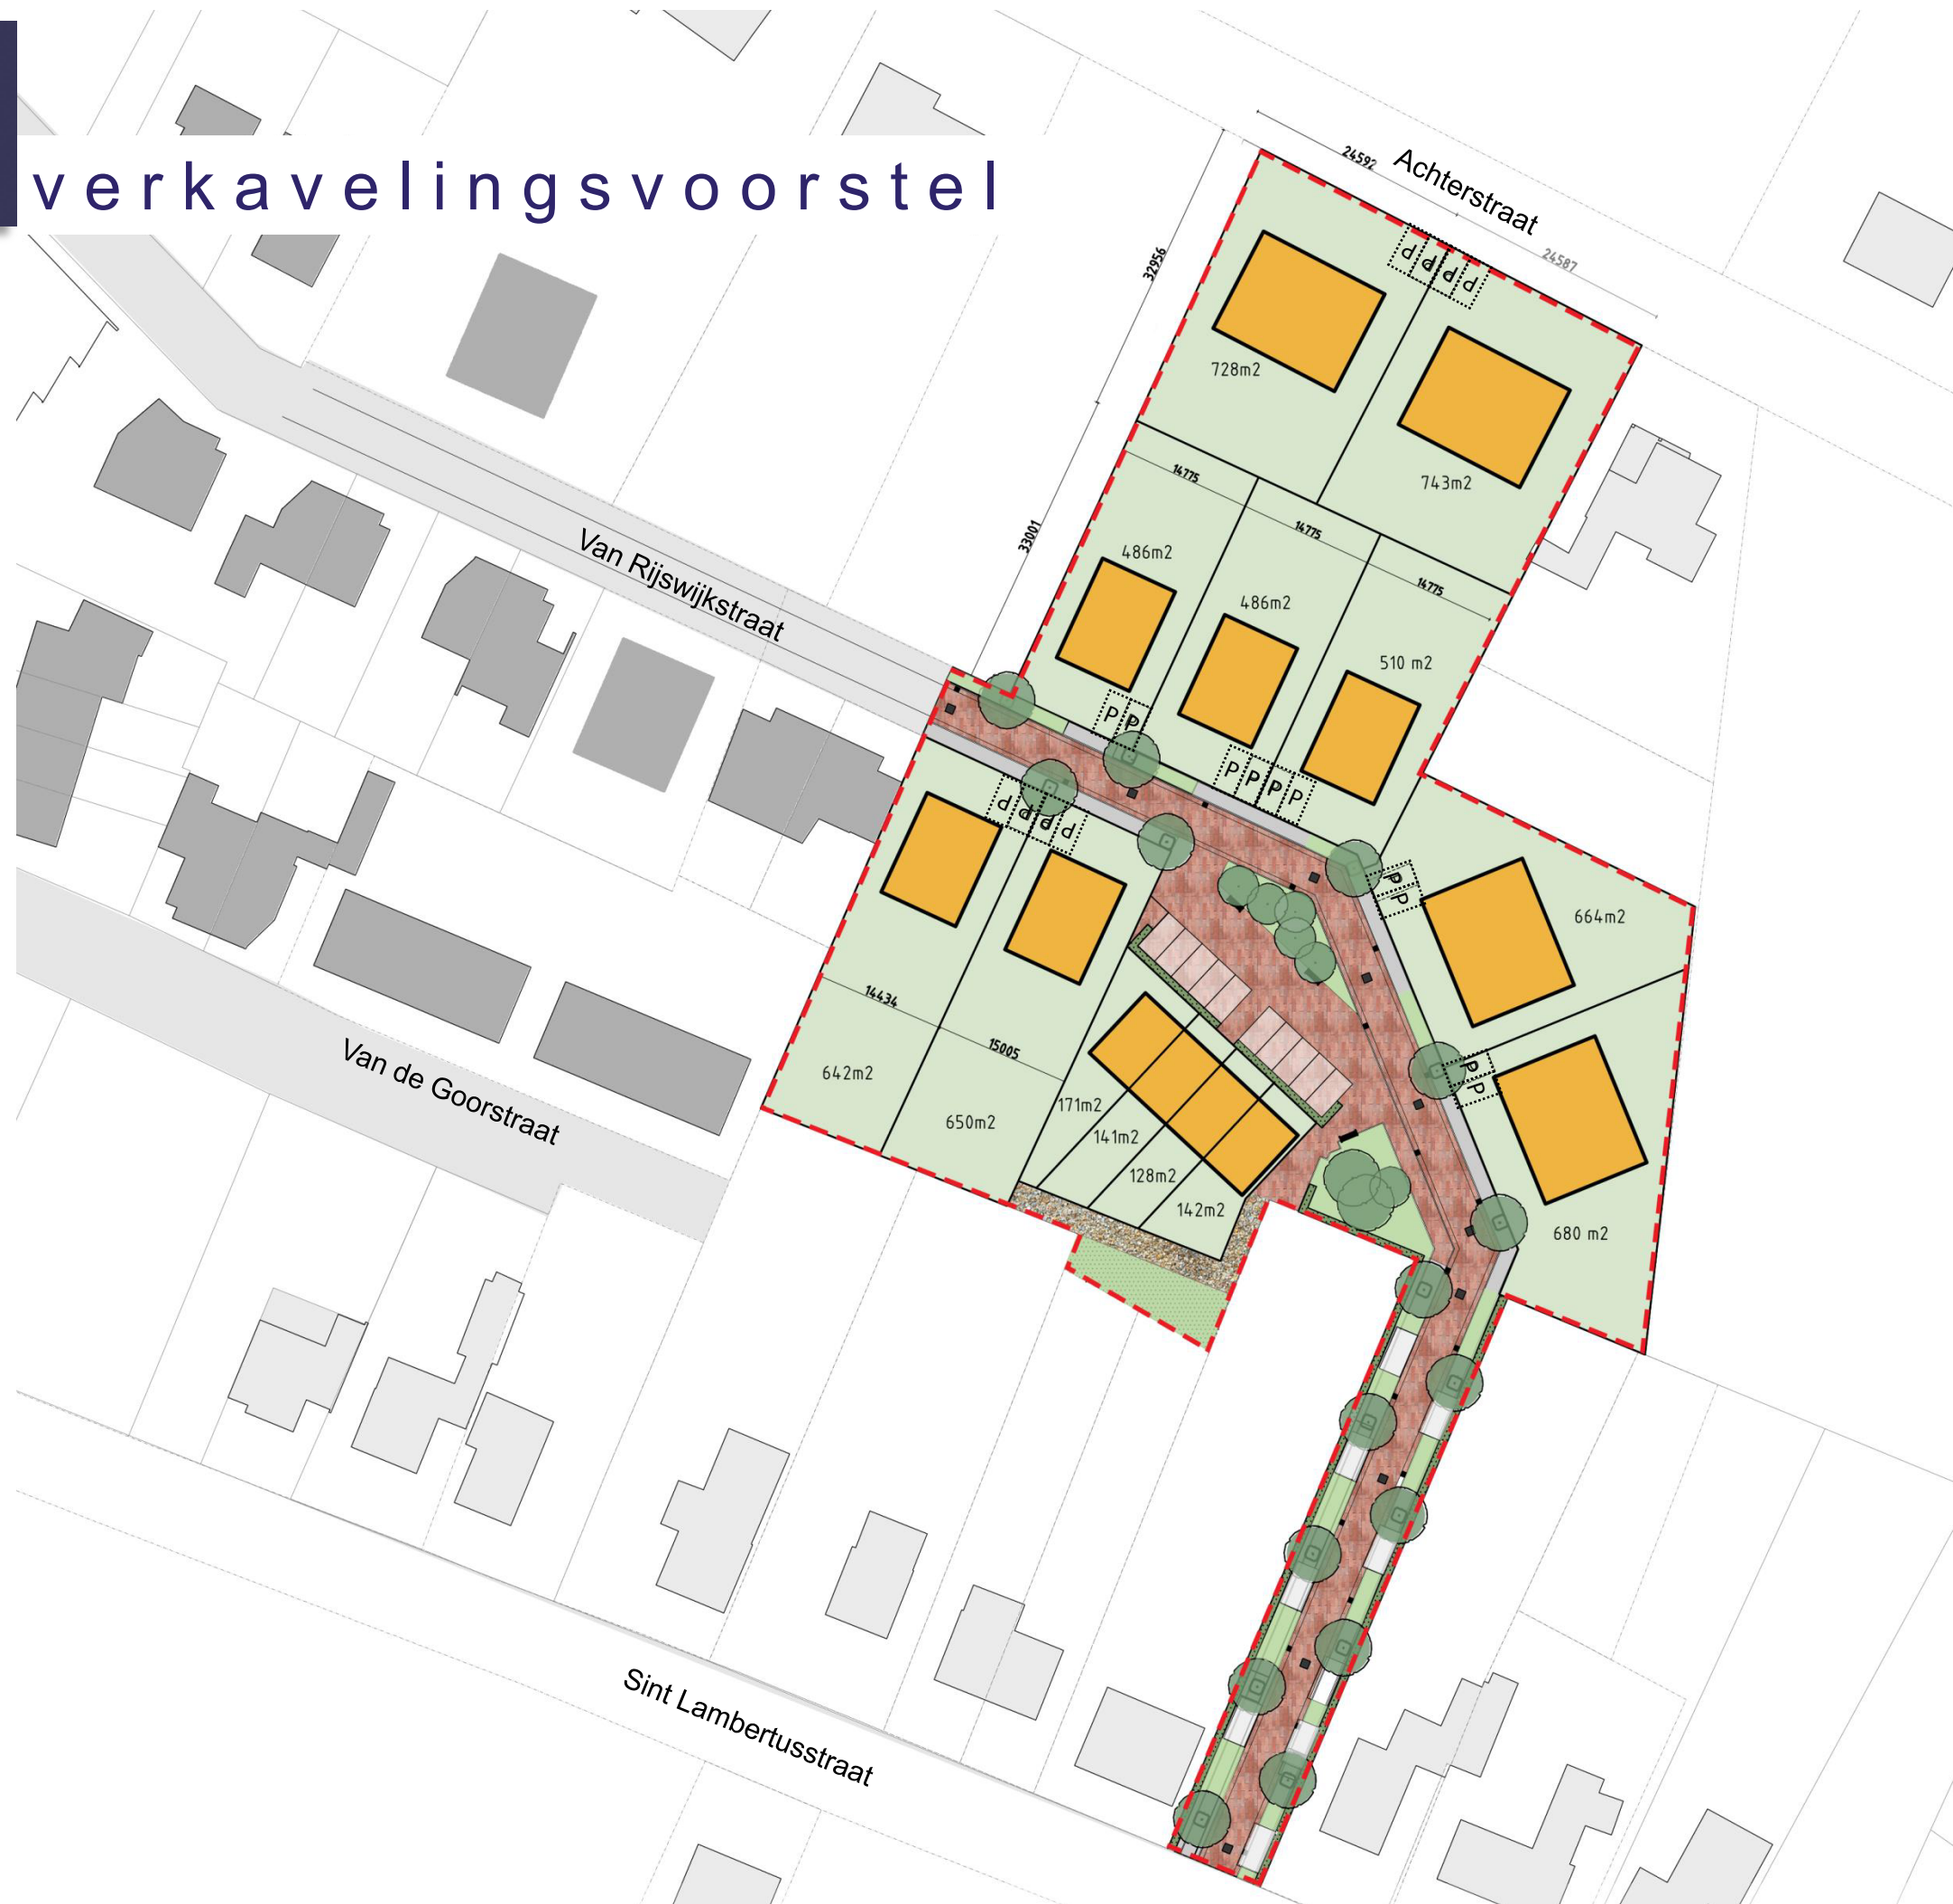 verkavelingsvoorstel
Achterstraat
24592
24587
32956
728m2
743m2
P P P P
14775
14775
14775
33001
486m2
486m2
510 m2
Van Rijswijkstraat
P P
P P P P
P P P P
P P
664m2
14434
15005
642m2
650m2
171m2
141m2
128m2
142m2
P P
680 m2
Van de Goorstraat
Sint Lambertusstraat